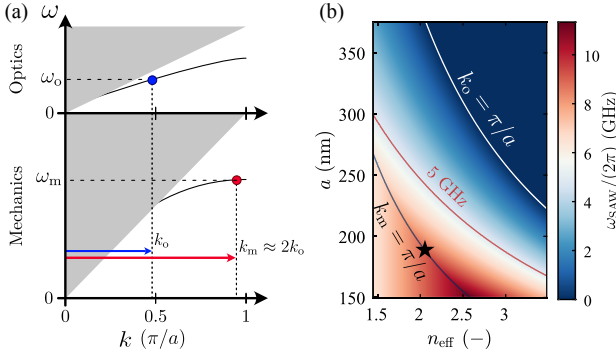 (a)
ω
Optics
ω_o
0
Mechanics
ω_m
k_o
k_m ≈ 2k_o
0
0
0.5
1
k (π/a)
(b)
a (nm)
350
300
250
200
150
k_o = π/a
5 GHz
k_m = π/a
1.5
2
2.5
3
n_eff (−)
10
8
6
4
2
0
ω_SAW/(2π) (GHz)